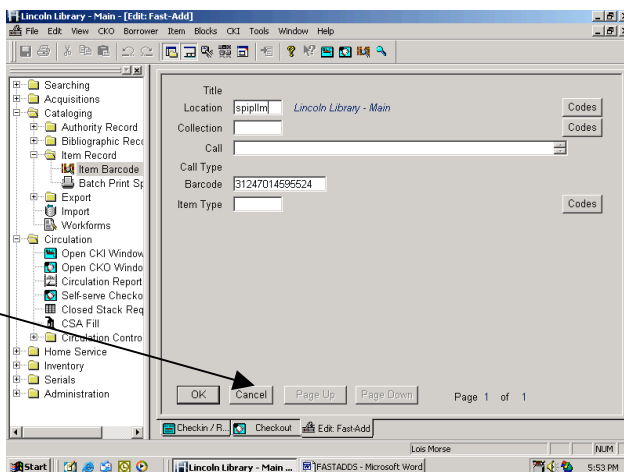 Lincoln Library - Main - [Edit: Fast-Add]
File Edit View CKO Borrower Item Blocks CKI Tools Window Help
Searching
Acquisitions
Cataloging
Authority Record
Bibliographic Reco
Item Record
Item Barcode
Batch Print Sp
Export
Import
Workforms
Circulation
Open CKI Window
Open CKO Windo
Circulation Report
Self-serve Checko
Closed Stack Req
CSA Fill
Circulation Contro
Home Service
Inventory
Serials
Administration
Title
Location spipllm Lincoln Library - Main Codes
Collection Codes
Call
Call Type
Barcode 31247014595524
Item Type Codes
OK Cancel Page Up Page Down Page 1 of 1
Checkin / R... Checkout Edit: Fast-Add
Lois Morse NUM
Start Lincoln Library - Main ... FASTADDS - Microsoft Word 5:53 PM